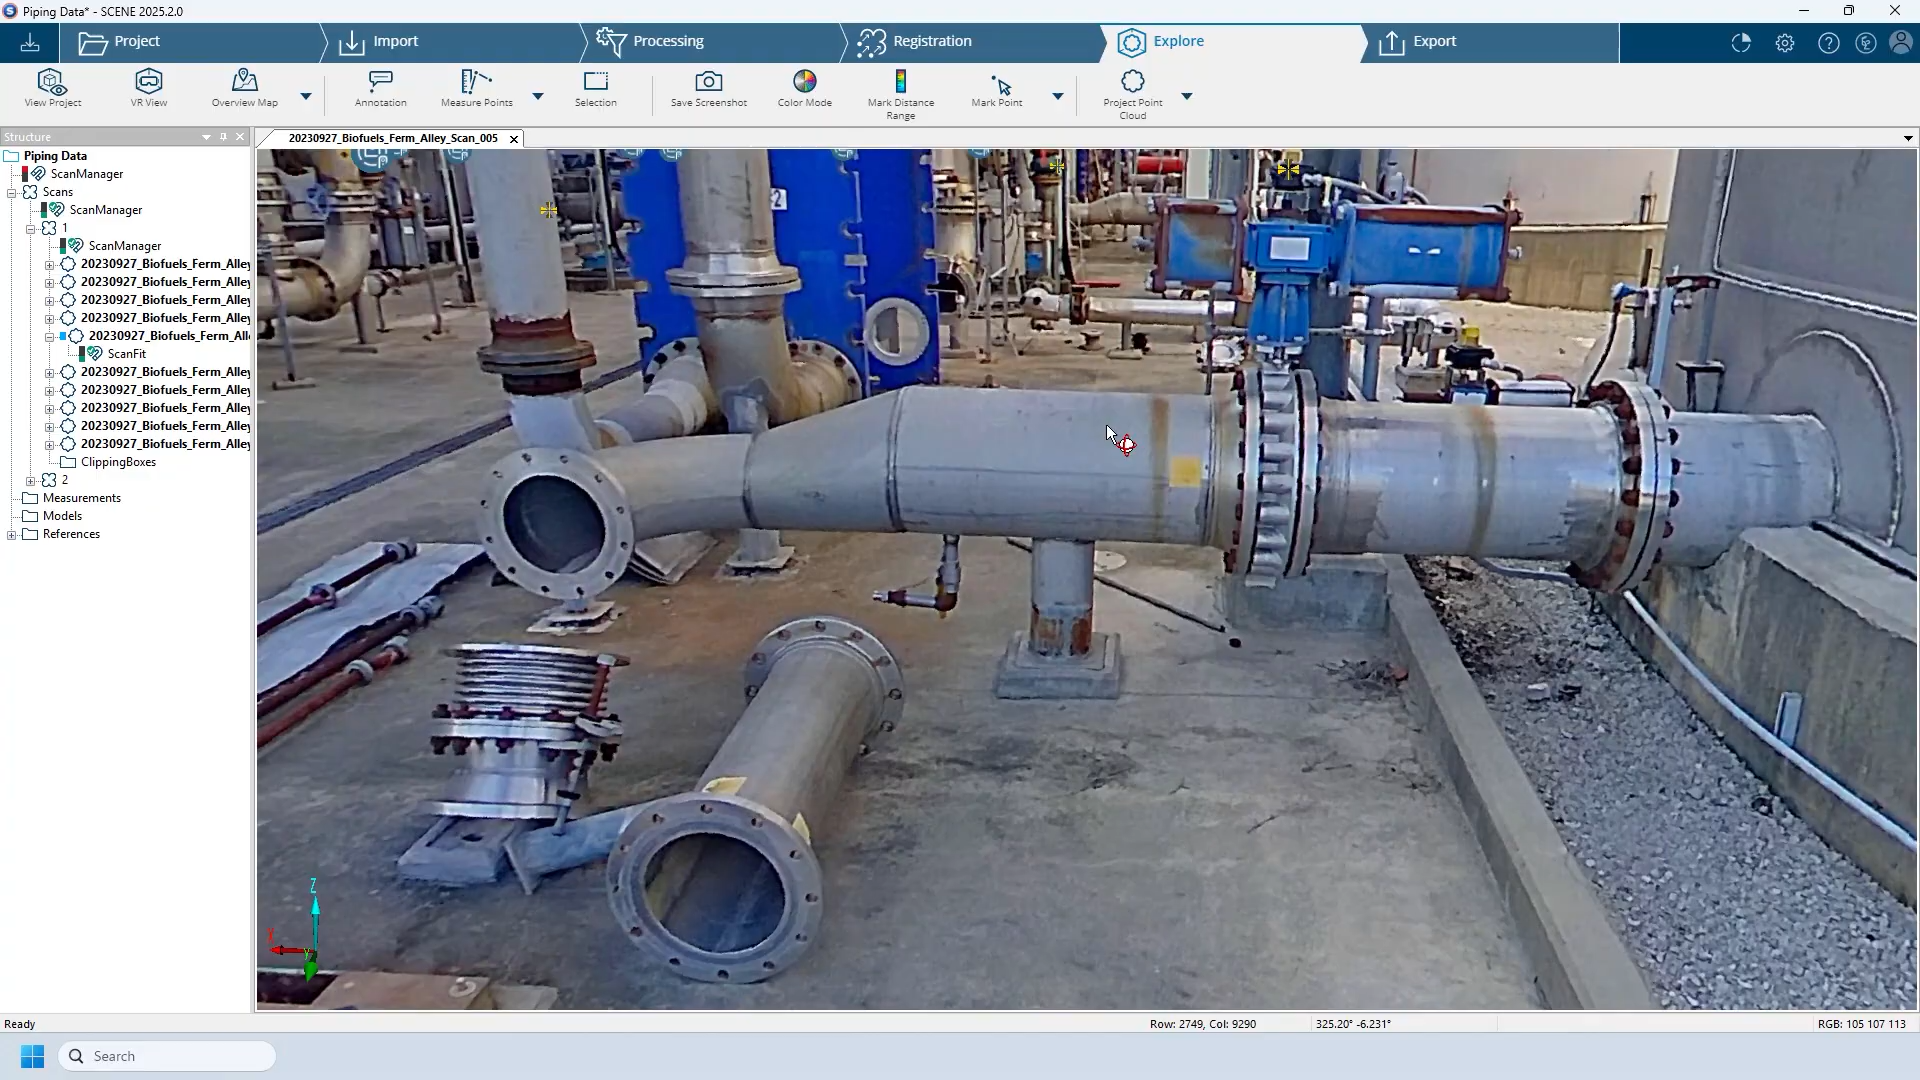 Piping Data* - SCENE 2025.2.0
Project
Import
Processing
Registration
Explore
Export
View Project
VR View
Overview Map
Annotation
Measure Points
Selection
Save Screenshot
Color Mode
Mark Distance
Range
Mark Point
Project Point
Cloud
Structure
20230927_Biofuels_Ferm_Alley_Scan_005
Piping Data
ScanManager
Scans
ScanManager
1
ScanManager
20230927_Biofuels_Ferm_Alley
20230927_Biofuels_Ferm_Alley
20230927_Biofuels_Ferm_Alley
20230927_Biofuels_Ferm_Alley
20230927_Biofuels_Ferm_All
ScanFit
20230927_Biofuels_Ferm_Alley
20230927_Biofuels_Ferm_Alley
20230927_Biofuels_Ferm_Alley
20230927_Biofuels_Ferm_Alley
20230927_Biofuels_Ferm_Alley
ClippingBoxes
2
Measurements
Models
References
2
Z
X
Y
Ready
Row: 2749, Col: 9290
325.20° -6.231°
RGB: 105 107 113
Search